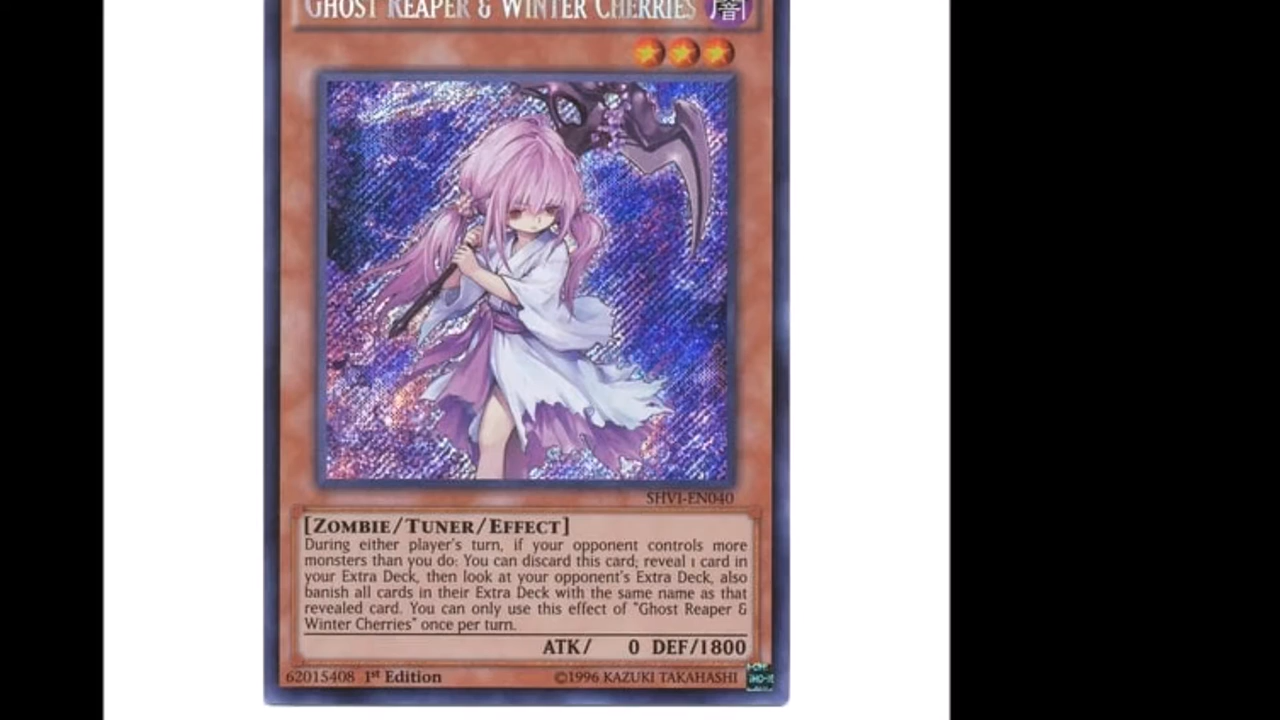 GHOST REAPER & WINTER CHERRIES 闇
SHVI-EN040
[ZOMBIE/TUNER/EFFECT]
During either player's turn, if your opponent controls more
monsters than you do: You can discard this card; reveal 1 card in
your Extra Deck, then look at your opponent's Extra Deck, also
banish all cards in their Extra Deck with the same name as that
revealed card. You can only use this effect of "Ghost Reaper &
Winter Cherries" once per turn.
ATK/ 0 DEF/1800
62015408 1st Edition ©1996 KAZUKI TAKAHASHI